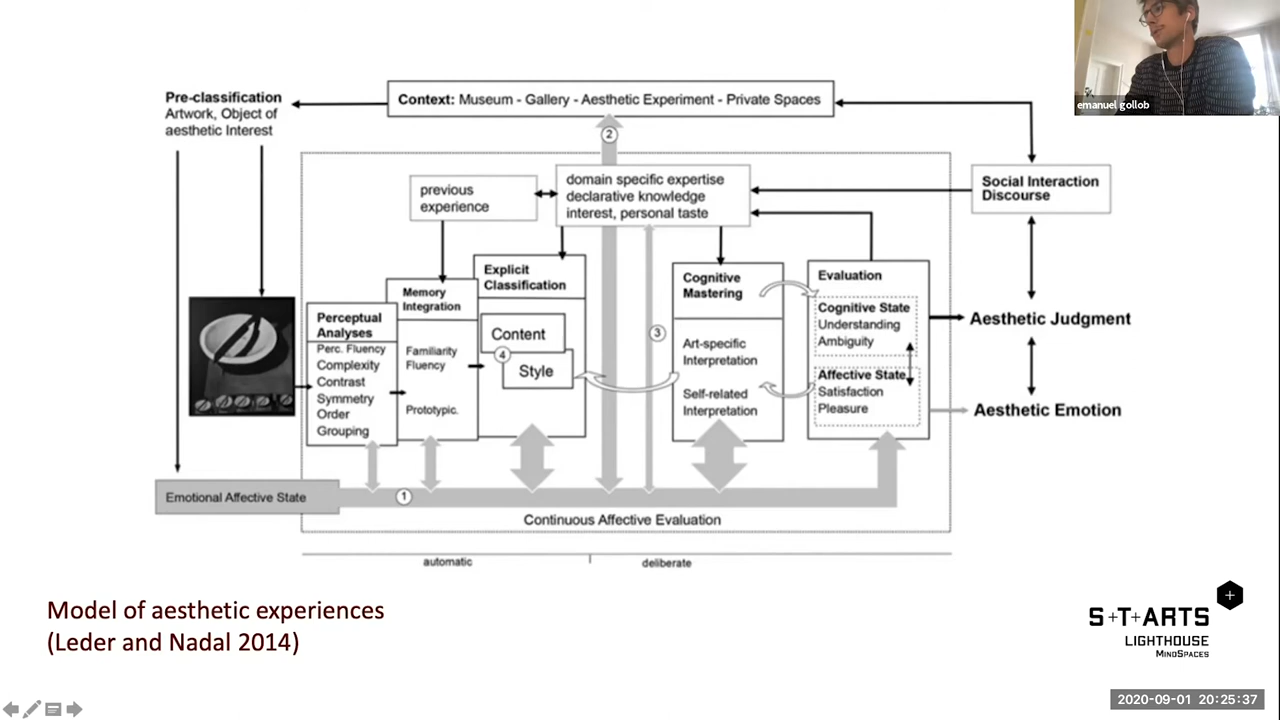 emanuel gollob
Pre-classification
Artwork, Object of
aesthetic Interest
Context: Museum - Gallery - Aesthetic Experiment - Private Spaces
2
previous
experience
domain specific expertise
declarative knowledge
interest, personal taste
Social Interaction
Discourse
Perceptual
Analyses
Perc. Fluency
Complexity
Contrast
Symmetry
Order
Grouping
Memory
Integration
Familiarity
Fluency
Prototypic.
Explicit
Classification
Content
4
Style
3
Cognitive
Mastering
Art-specific
Interpretation
Self-related
Interpretation
Evaluation
Cognitive State
Understanding
Ambiguity
Affective State
Satisfaction
Pleasure
Aesthetic Judgment
Aesthetic Emotion
Emotional Affective State
1
Continuous Affective Evaluation
automatic
deliberate
Model of aesthetic experiences
(Leder and Nadal 2014)
S+T+ARTS
LIGHTHOUSE
MindSpaces
2020-09-01 20:25:37